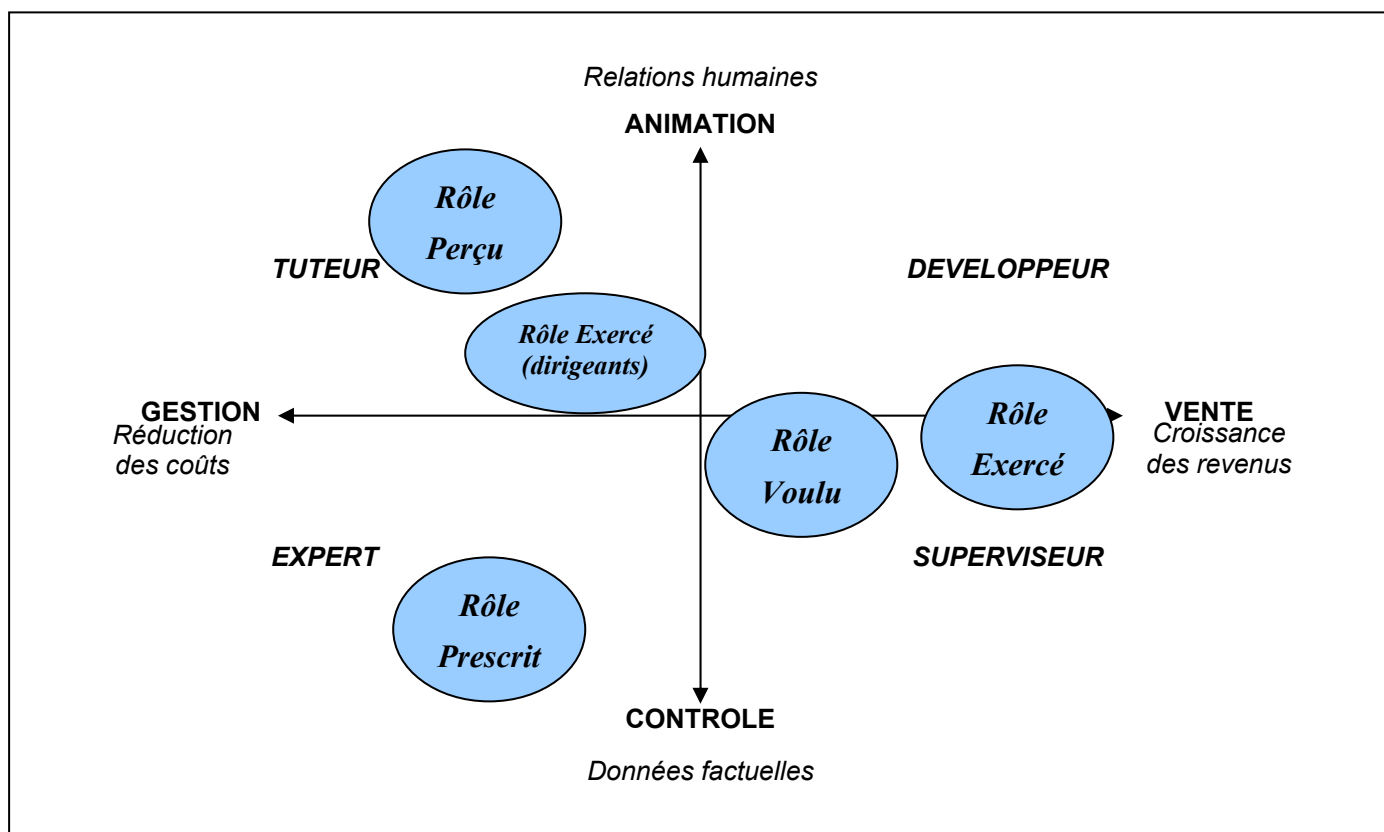 Relations humaines
ANIMATION
Rôle
Perçu
TUTEUR
DEVELOPPEUR
Rôle Exercé
(dirigeants)
GESTION
Réduction
des coûts
Rôle
Voulu
Rôle
Exercé
VENTE
Croissance
des revenus
EXPERT
SUPERVISEUR
Rôle
Prescrit
CONTROLE
Données factuelles